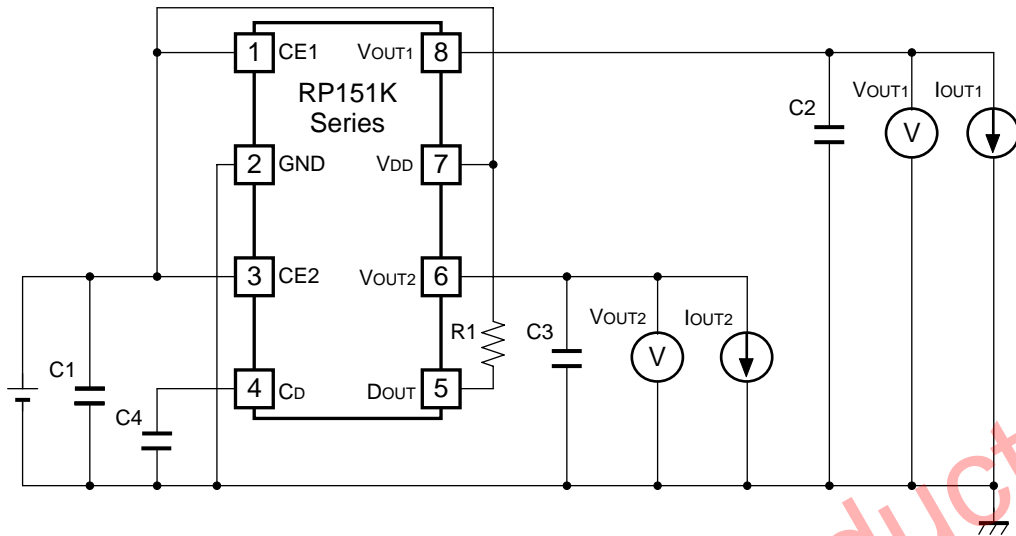 1 CE1 VOUT1 8
RP151K
Series
2 GND VDD 7
3 CE2 VOUT2 6
4 CD DOUT 5
C1
C4
R1
C3
VOUT2
V
IOUT2
C2
VOUT1
V
IOUT1
duct